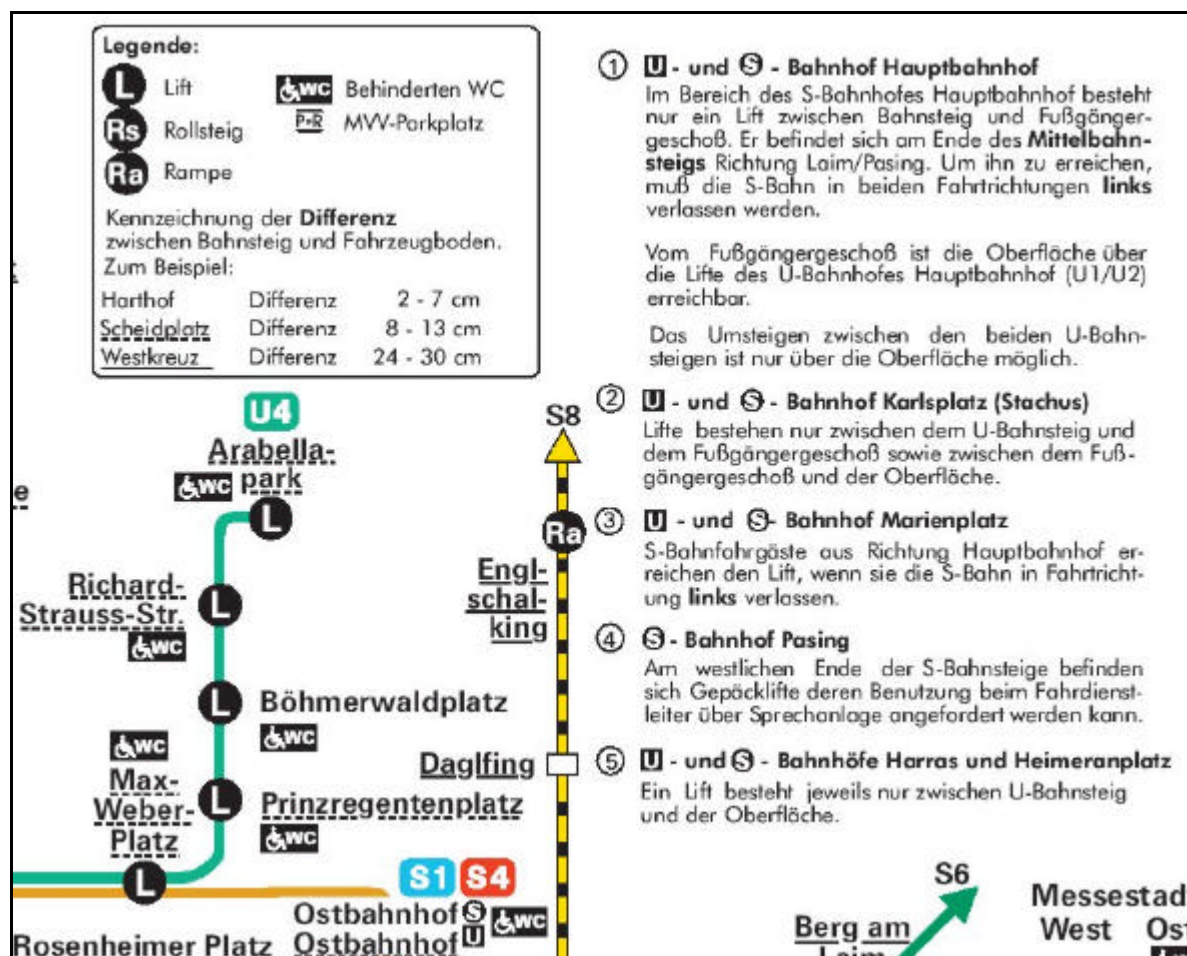 Legende:
L Lift
WC Behinderten WC
Rs Rollsteig
P+R MVV-Parkplatz
Ra Rampe
Kennzeichnung der Differenz
zwischen Bahnsteig und Fahrzeugboden.
Zum Beispiel:
Harthof Differenz 2 - 7 cm
Scheidplatz Differenz 8 - 13 cm
Westkreuz Differenz 24 - 30 cm
U4
Arabella-
park
WC
L
Richard-
Strauss-Str.
L
WC
L
Böhmerwaldplatz
WC
WC
Max-
Weber-
Platz
L
Prinzregentenplatz
WC
L
S1 S4
Ostbahnhof S
Ostbahnhof U
WC
Rosenheimer Platz
S8
Ra
Engl-
schal-
king
Daglfing
1 U - und S - Bahnhof Hauptbahnhof
Im Bereich des S-Bahnhofes Hauptbahnhof besteht
nur ein Lift zwischen Bahnsteig und Fußgänger-
geschoß. Er befindet sich am Ende des Mittelbahn-
steigs Richtung Laim/Pasing. Um ihn zu erreichen,
muß die S-Bahn in beiden Fahrtrichtungen links
verlassen werden.
Vom Fußgängergeschoß ist die Oberfläche über
die Lifte des U-Bahnhofes Hauptbahnhof (U1/U2)
erreichbar.
Das Umsteigen zwischen den beiden U-Bahn-
steigen ist nur über die Oberfläche möglich.
2 U - und S - Bahnhof Karlsplatz (Stachus)
Lifte bestehen nur zwischen dem U-Bahnsteig und
dem Fußgängergeschoß sowie zwischen dem Fuß-
gängergeschoß und der Oberfläche.
3 U - und S- Bahnhof Marienplatz
S-Bahnfahrgäste aus Richtung Hauptbahnhof er-
reichen den Lift, wenn sie die S-Bahn in Fahrtricht-
ung links verlassen.
4 S - Bahnhof Pasing
Am westlichen Ende der S-Bahnsteige befinden
sich Gepäcklifte deren Benutzung beim Fahrdienst-
leiter über Sprechanlage angefordert werden kann.
5 U - und S - Bahnhöfe Harras und Heimeranplatz
Ein Lift besteht jeweils nur zwischen U-Bahnsteig
und der Oberfläche.
S6
Berg am
Laim
Messestad
West Ost